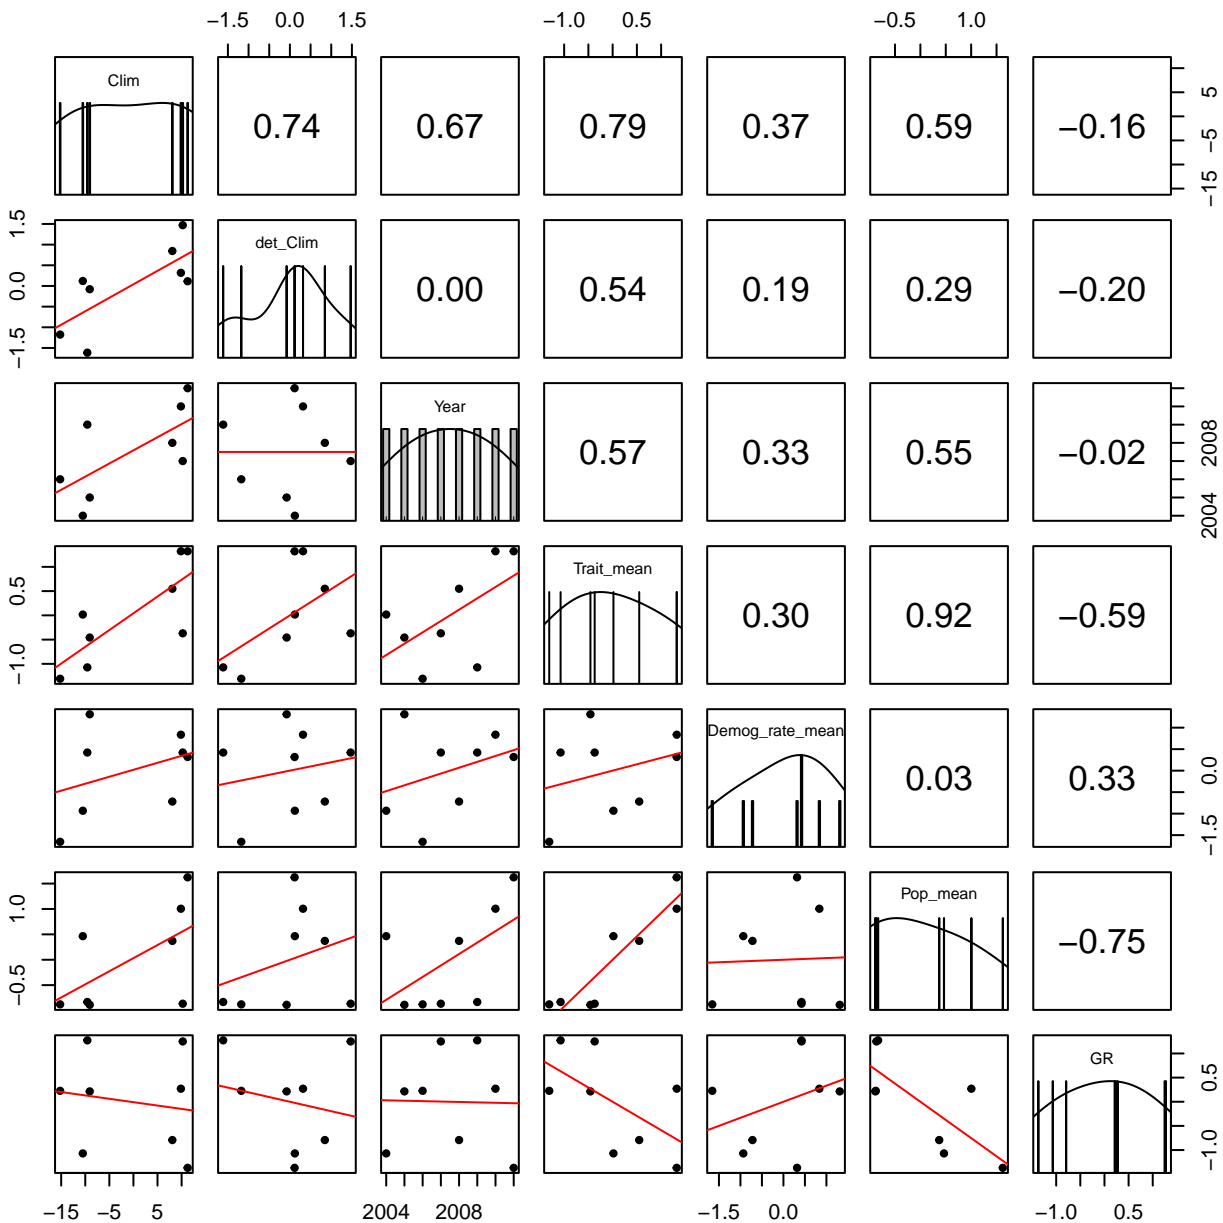 −1.5 0.0 1.5 −1.0 0.5 −0.5 1.0
Clim 0.74 0.67 0.79 0.37 0.59 −0.16 −15 −5 5
−1.5 0.0 1.5 det_Clim 0.00 0.54 0.19 0.29 −0.20
Year 0.57 0.33 0.55 −0.02 2004 2008
−1.0 0.5 Trait_mean 0.30 0.92 −0.59
Demog_rate_mean 0.03 0.33 −1.5 0.0
−0.5 1.0 Pop_mean −0.75
GR −1.0 0.5
−15 −5 5 2004 2008 −1.5 0.0 −1.0 0.5